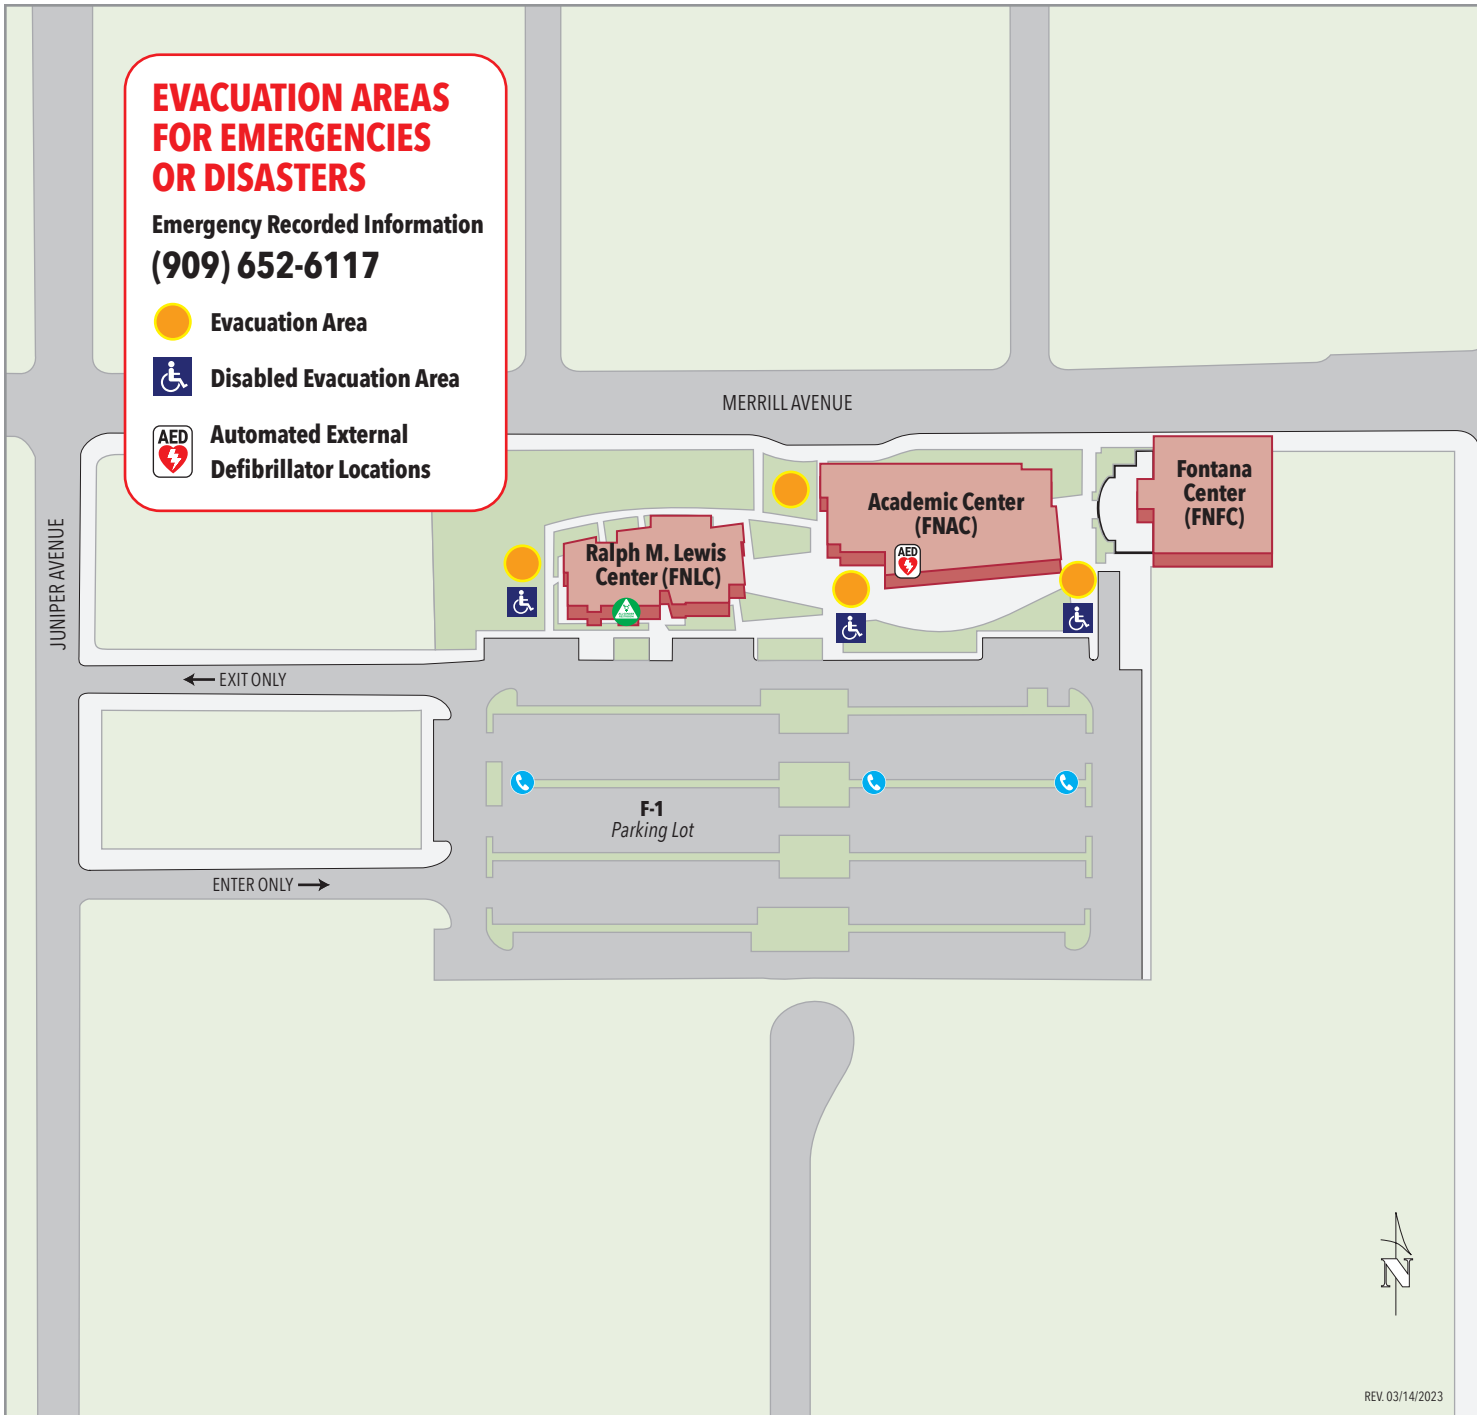 EVACUATION AREAS
FOR EMERGENCIES
OR DISASTERS
Emergency Recorded Information
(909) 652-6117
Evacuation Area
Disabled Evacuation Area
AED
Automated External
Defibrillator Locations
MERRILL AVENUE
JUNIPER AVENUE
Fontana
Center
(FNFC)
Academic Center
(FNAC)
AED
Ralph M. Lewis
Center (FNLC)
EXIT ONLY
F-1
Parking Lot
ENTER ONLY
N
REV. 03/14/2023